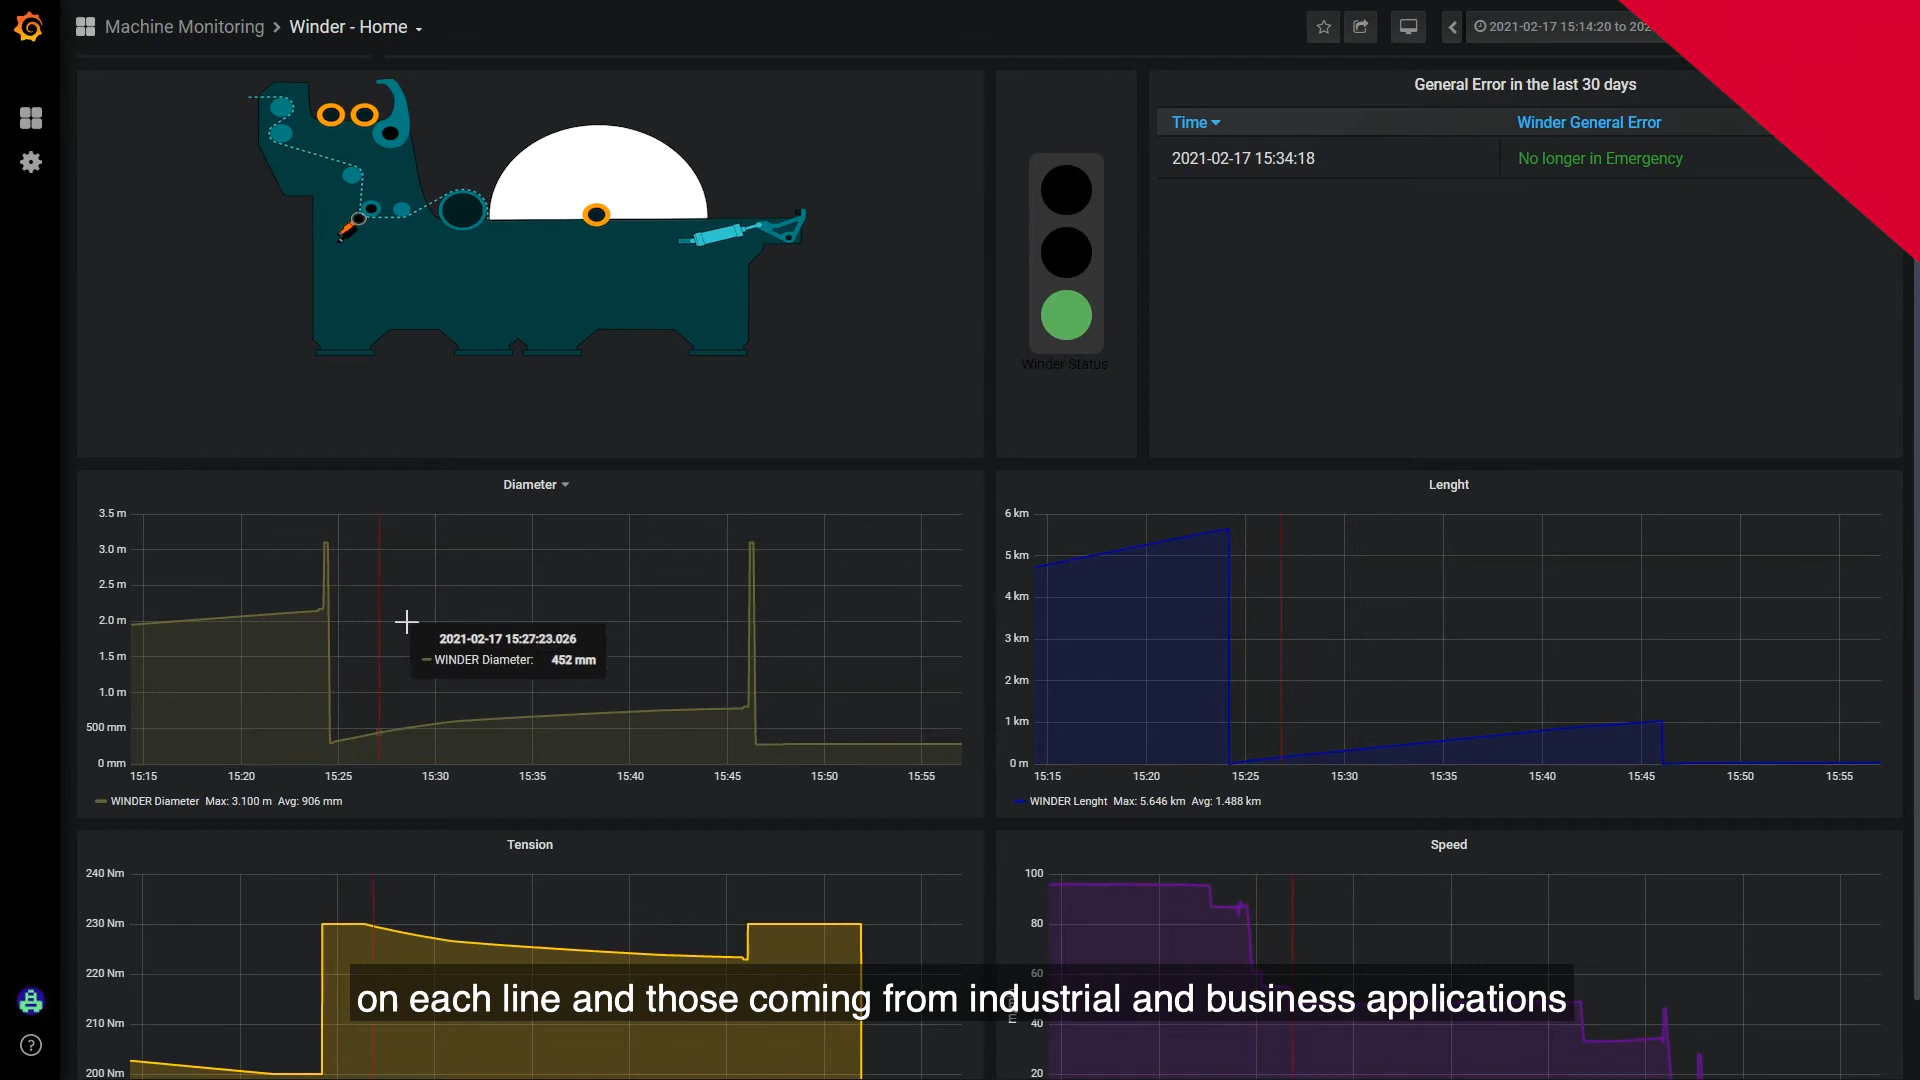 Machine Monitoring > Winder - Home
2021-02-17 15:14:20 to 202
General Error in the last 30 days
Time
Winder General Error
2021-02-17 15:34:18
No longer in Emergency
Winder Status
Diameter
3.5 m
3.0 m
2.5 m
2.0 m
1.5 m
1.0 m
500 mm
0 mm
15:15
15:20
15:25
15:30
15:35
15:40
15:45
15:50
15:55
2021-02-17 15:27:23.026
WINDER Diameter: 452 mm
WINDER Diameter Max: 3.100 m Avg: 906 mm
Lenght
6 km
5 km
4 km
3 km
2 km
1 km
0 m
15:15
15:20
15:25
15:30
15:35
15:40
15:45
15:50
15:55
WINDER Lenght Max: 5.646 km Avg: 1.488 km
Tension
240 Nm
230 Nm
220 Nm
210 Nm
200 Nm
Speed
100
80
60
40
20
on each line and those coming from industrial and business applications